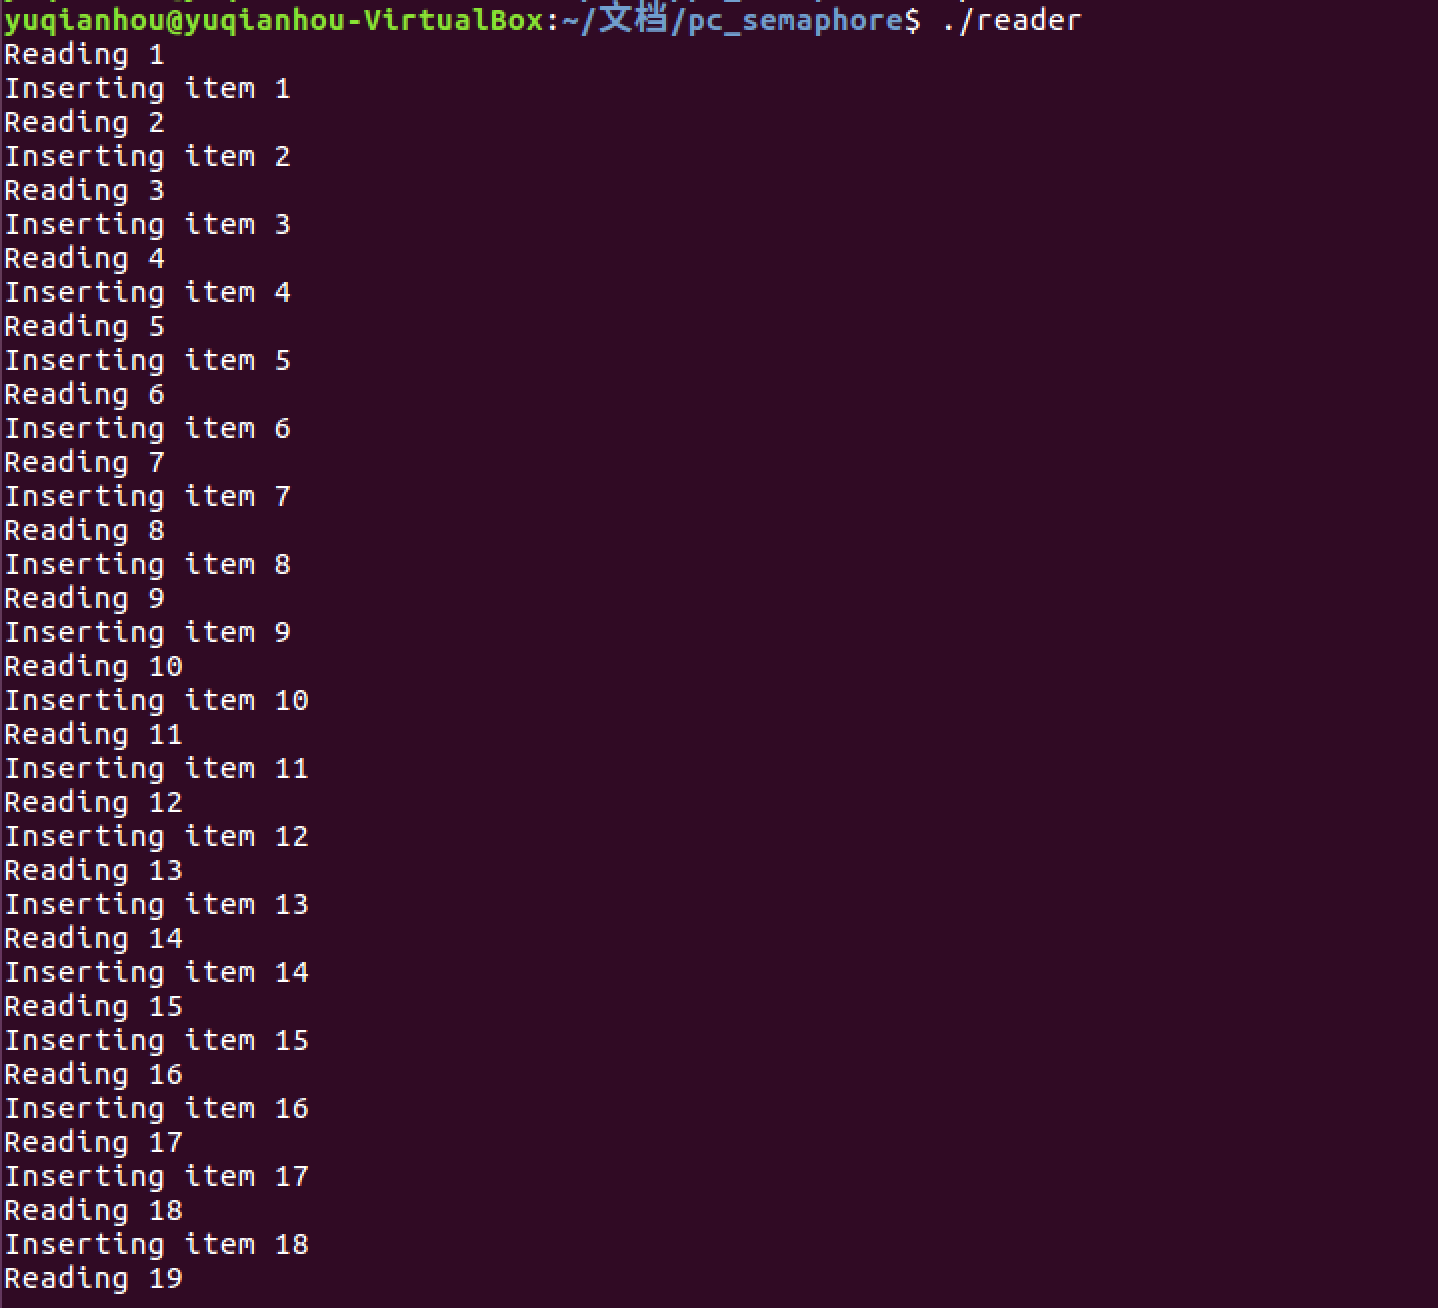 yuqianhou@yuqianhou-VirtualBox:~/文档/pc_semaphore$ ./reader
Reading 1
Inserting item 1
Reading 2
Inserting item 2
Reading 3
Inserting item 3
Reading 4
Inserting item 4
Reading 5
Inserting item 5
Reading 6
Inserting item 6
Reading 7
Inserting item 7
Reading 8
Inserting item 8
Reading 9
Inserting item 9
Reading 10
Inserting item 10
Reading 11
Inserting item 11
Reading 12
Inserting item 12
Reading 13
Inserting item 13
Reading 14
Inserting item 14
Reading 15
Inserting item 15
Reading 16
Inserting item 16
Reading 17
Inserting item 17
Reading 18
Inserting item 18
Reading 19